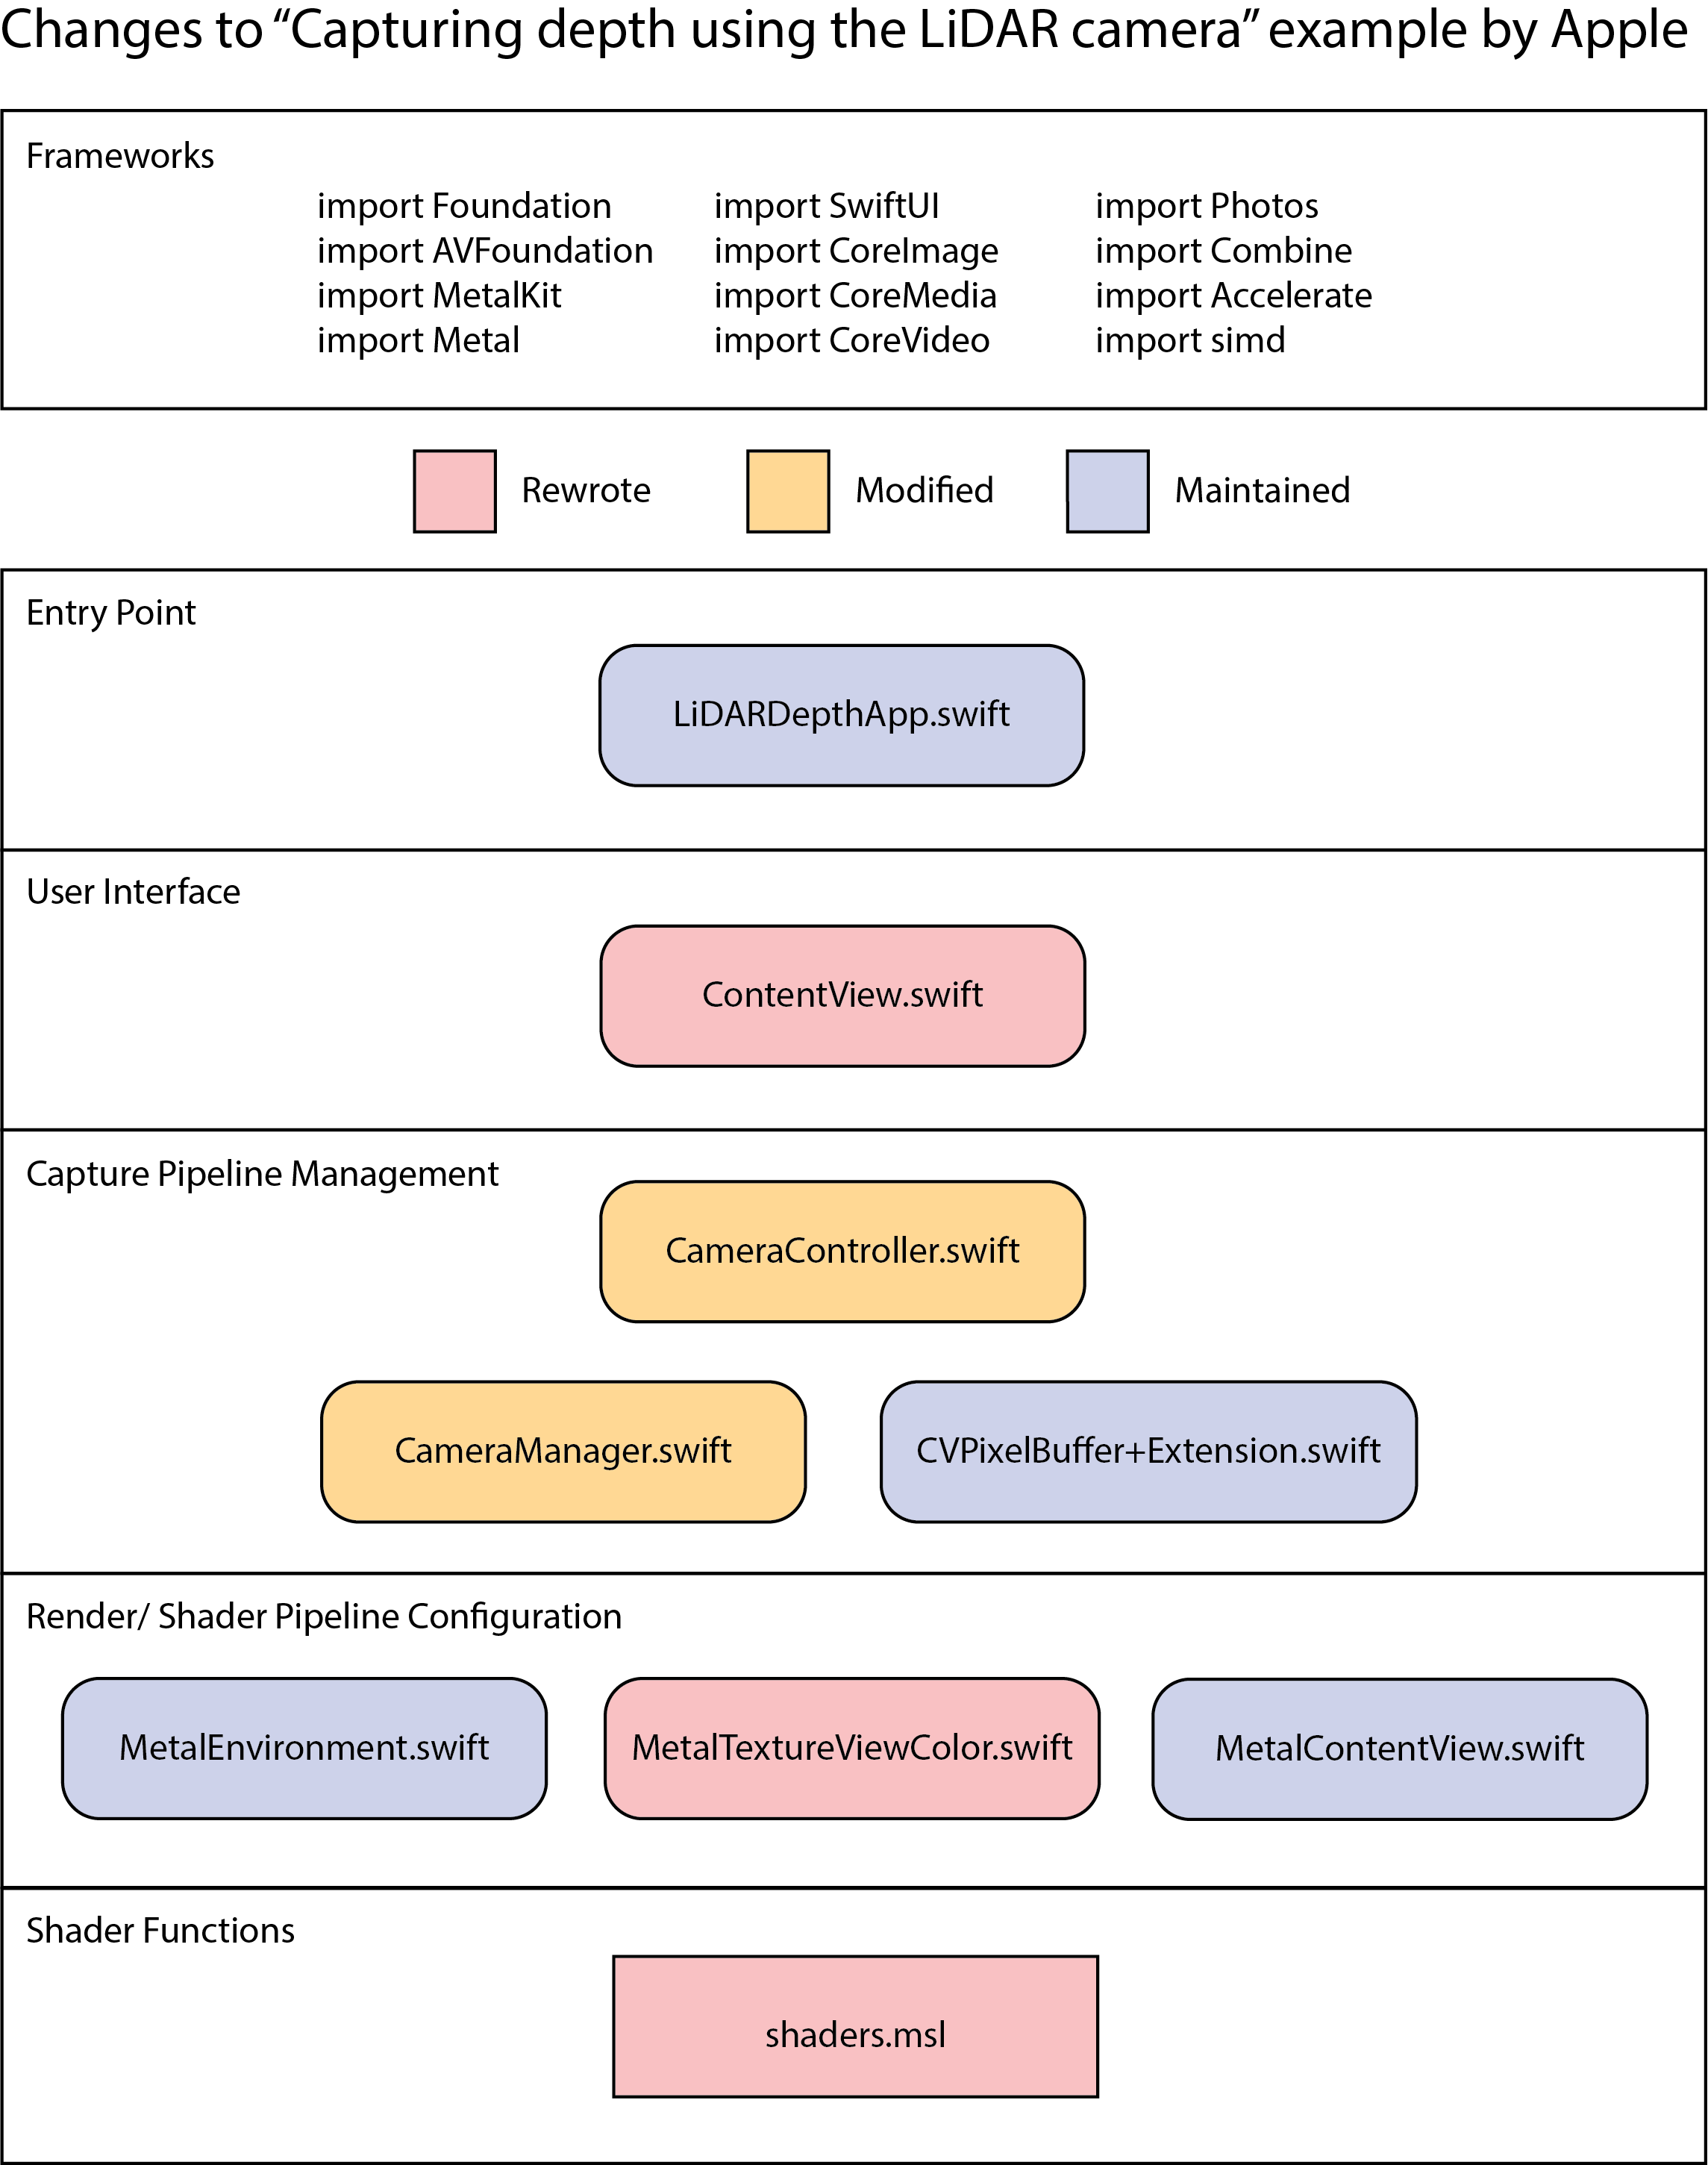 Changes to “Capturing depth using the LiDAR camera” example by Apple
Frameworks
import Foundation
import AVFoundation
import MetalKit
import Metal
import SwiftUI
import CoreImage
import CoreMedia
import CoreVideo
import Photos
import Combine
import Accelerate
import simd
Rewrote
Modified
Maintained
Entry Point
LiDARDepthApp.swift
User Interface
ContentView.swift
Capture Pipeline Management
CameraController.swift
CameraManager.swift
CVPixelBuffer+Extension.swift
Render/ Shader Pipeline Configuration
MetalEnvironment.swift
MetalTextureViewColor.swift
MetalContentView.swift
Shader Functions
shaders.msl